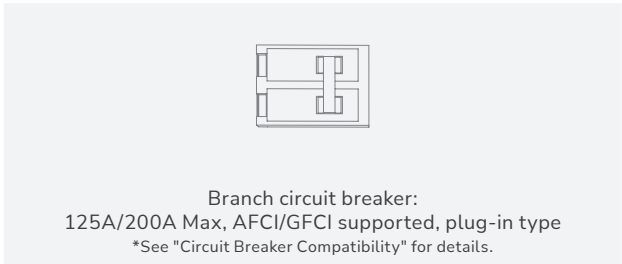 Branch circuit breaker:
125A/200A Max, AFCI/GFCI supported, plug-in type
*See "Circuit Breaker Compatibility" for details.